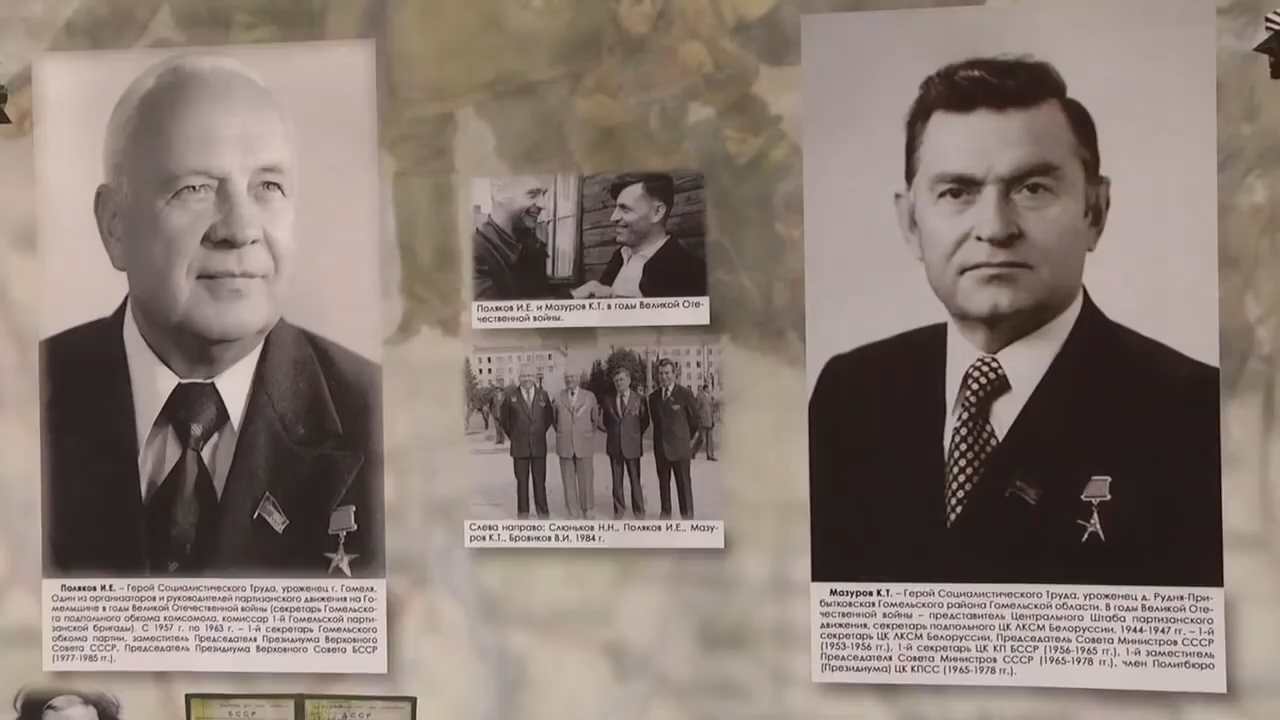 Поляков И.Е. и Мазуров К.Т. в годы Великой Оте-
чественной войны.
Слева направо: Слюньков Н.Н., Поляков И.Е., Мазу-
ров К.Т., Бровиков В.И. 1984 г.
Поляков И.Е. – Герой Социалистического Труда, уроженец г. Гомеля.
Один из организаторов и руководителей партизанского движения на Го-
мельщине в годы Великой Отечественной войны (секретарь Гомельско-
го подпольного обкома комсомола, комиссар 1-й Гомельской парти-
занской бригады). С 1957 г. по 1963 г. – 1-й секретарь Гомельского
обкома партии, заместитель Председателя Президиума Верховного
Совета СССР, Председатель Президиума Верховного Совета БССР
(1977-1985 гг.).
Мазуров К.Т. – Герой Социалистического Труда, уроженец д. Рудня-При-
бытковская Гомельского района Гомельской области. В годы Великой Оте-
чественной войны – представитель Центрального Штаба партизанского
движения, секретарь подпольного ЦК ЛКСМ Белоруссии. 1944-1947 гг. – 1-й
секретарь ЦК ЛКСМ Белоруссии, Председатель Совета Министров СССР
(1953-1956 гг.), 1-й секретарь ЦК КП БССР (1956-1965 гг.), 1-й заместитель
Председателя Совета Министров СССР (1965-1978 гг.), член Политбюро
(Президиума) ЦК КПСС (1965-1978 гг.).
БССР
БССР